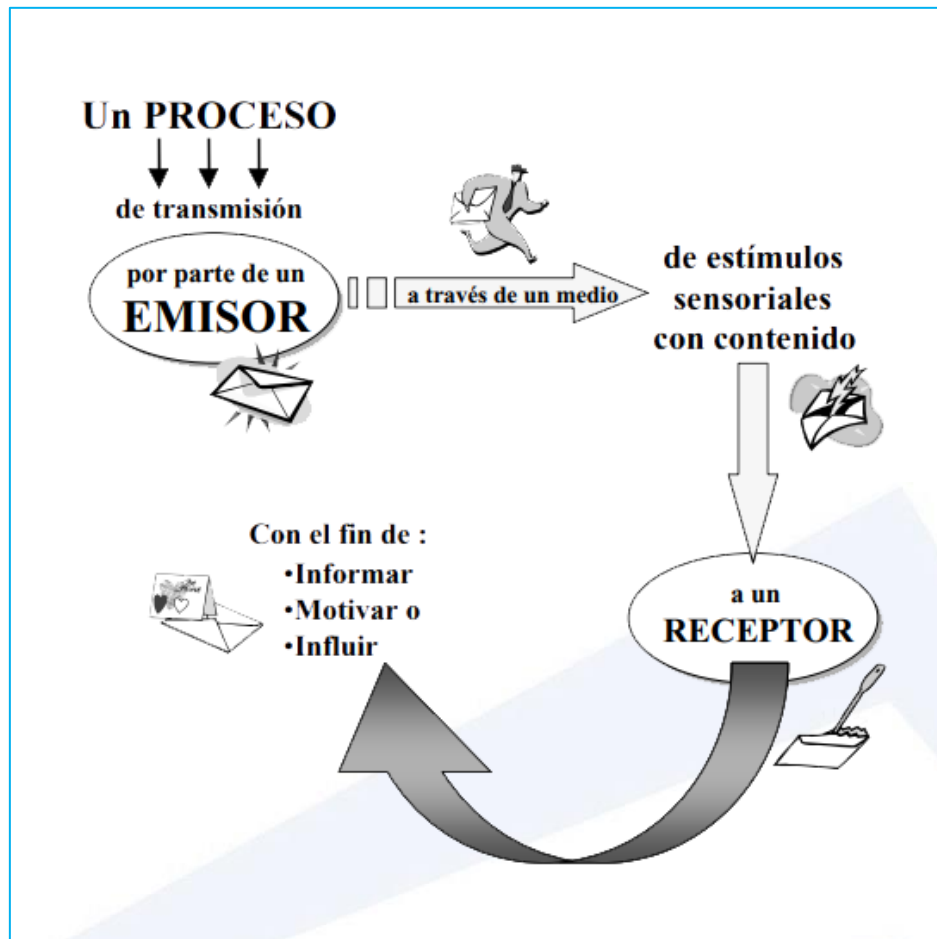 Un PROCESO
de transmisión
por parte de un
EMISOR
a través de un medio
de estímulos
sensoriales
con contenido
a un
RECEPTOR
Con el fin de :
•Informar
•Motivar o
•Influir